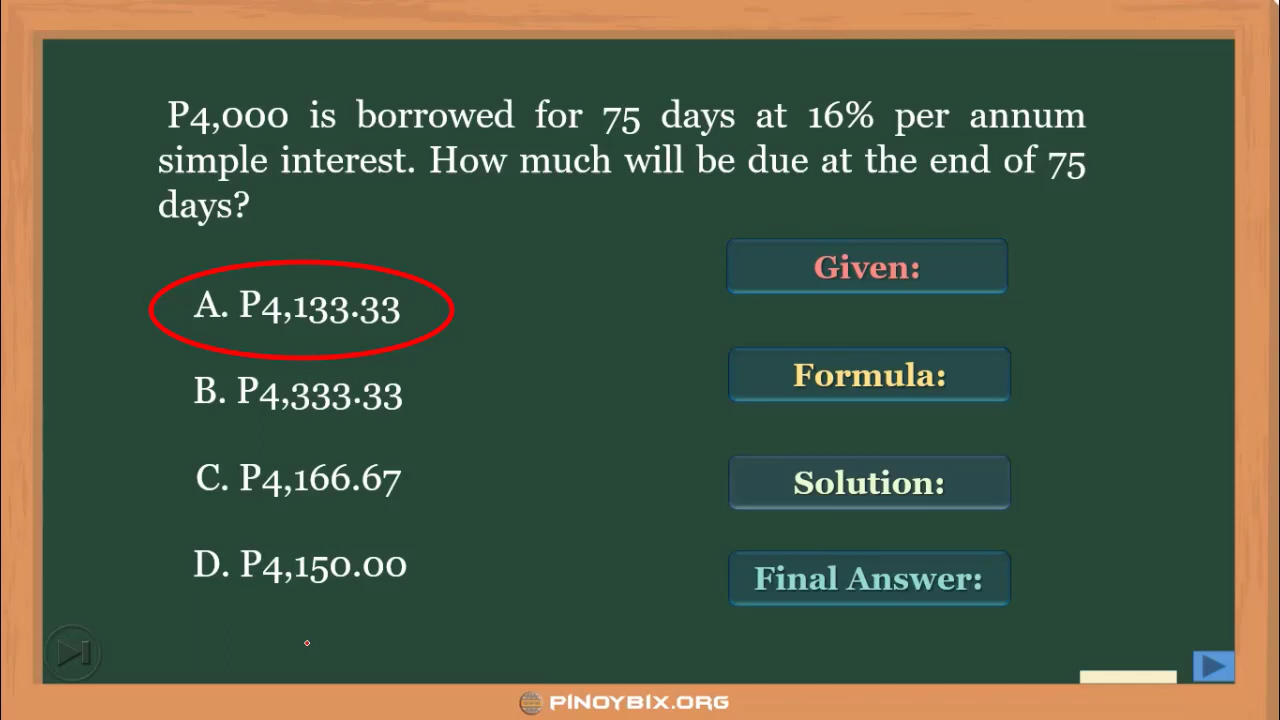 P4,000 is borrowed for 75 days at 16% per annum
simple interest. How much will be due at the end of 75
days?
A. P4,133.33
B. P4,333.33
C. P4,166.67
D. P4,150.00
Given:
Formula:
Solution:
Final Answer:
PINOYBIX.ORG